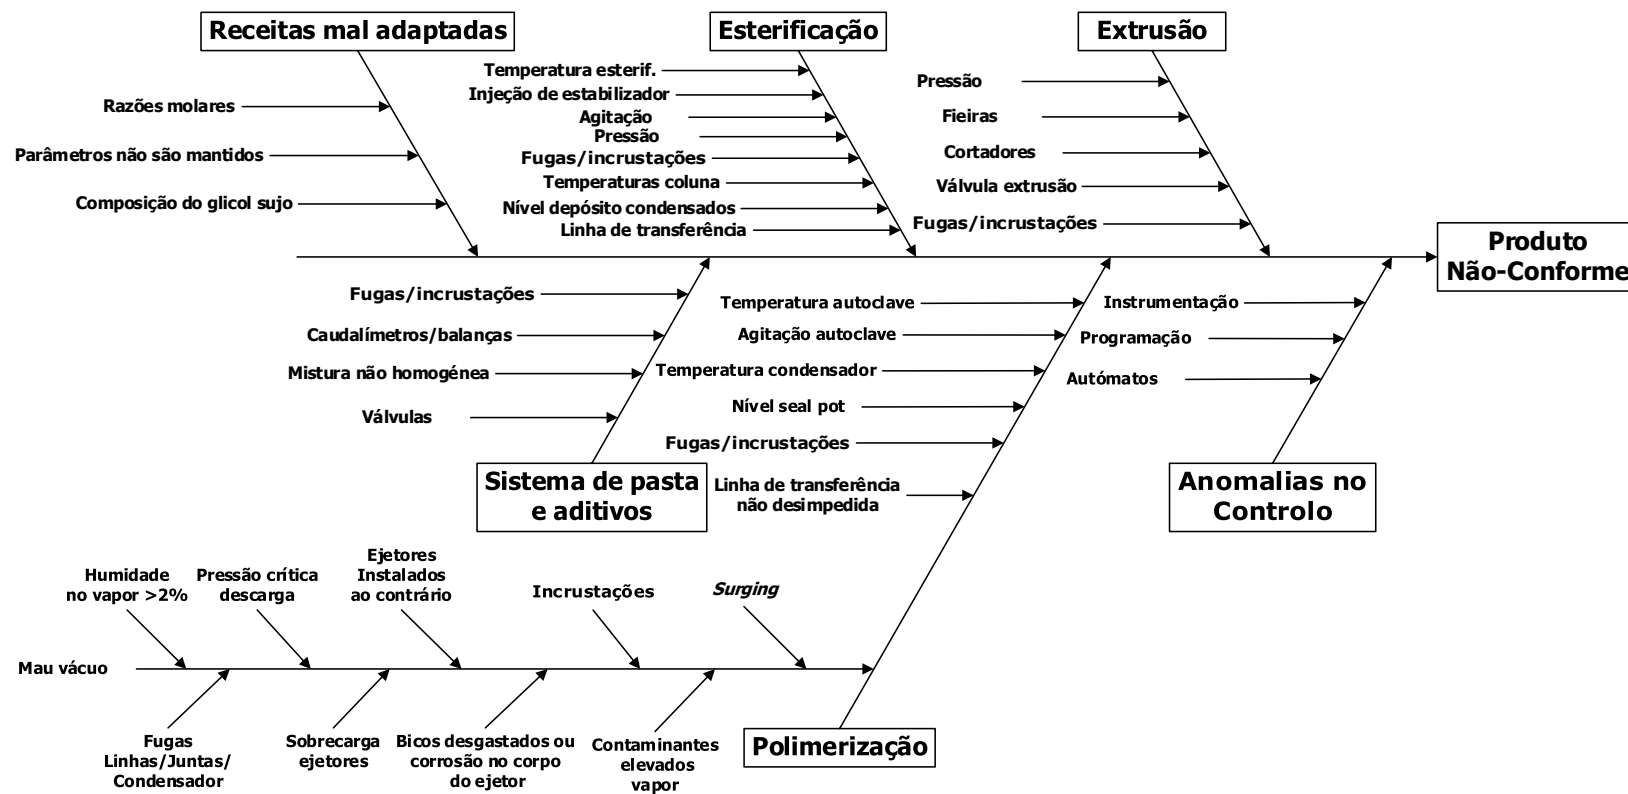 Receitas mal adaptadas
Razões molares
Parâmetros não são mantidos
Composição do glicol sujo
Esterificação
Temperatura esterif.
Injeção de estabilizador
Agitação
Pressão
Fugas/incrustações
Temperaturas coluna
Nível depósito condensados
Linha de transferência
Extrusão
Pressão
Fieiras
Cortadores
Válvula extrusão
Fugas/incrustações
Produto
Não-Conforme
Fugas/incrustações
Caudalímetros/balanças
Mistura não homogénea
Válvulas
Sistema de pasta
e aditivos
Temperatura autoclave
Agitação autoclave
Temperatura condensador
Nível seal pot
Fugas/incrustações
Linha de transferência
não desimpedida
Instrumentação
Programação
Autómatos
Anomalias no
Controlo
Humidade
no vapor >2%
Pressão crítica
descarga
Ejetores
Instalados
ao contrário
Incrustações
Surging
Mau vácuo
Fugas
Linhas/Juntas/
Condensador
Sobrecarga
ejetores
Bicos desgastados ou
corrosão no corpo
do ejetor
Contaminantes
elevados
vapor
Polimerização